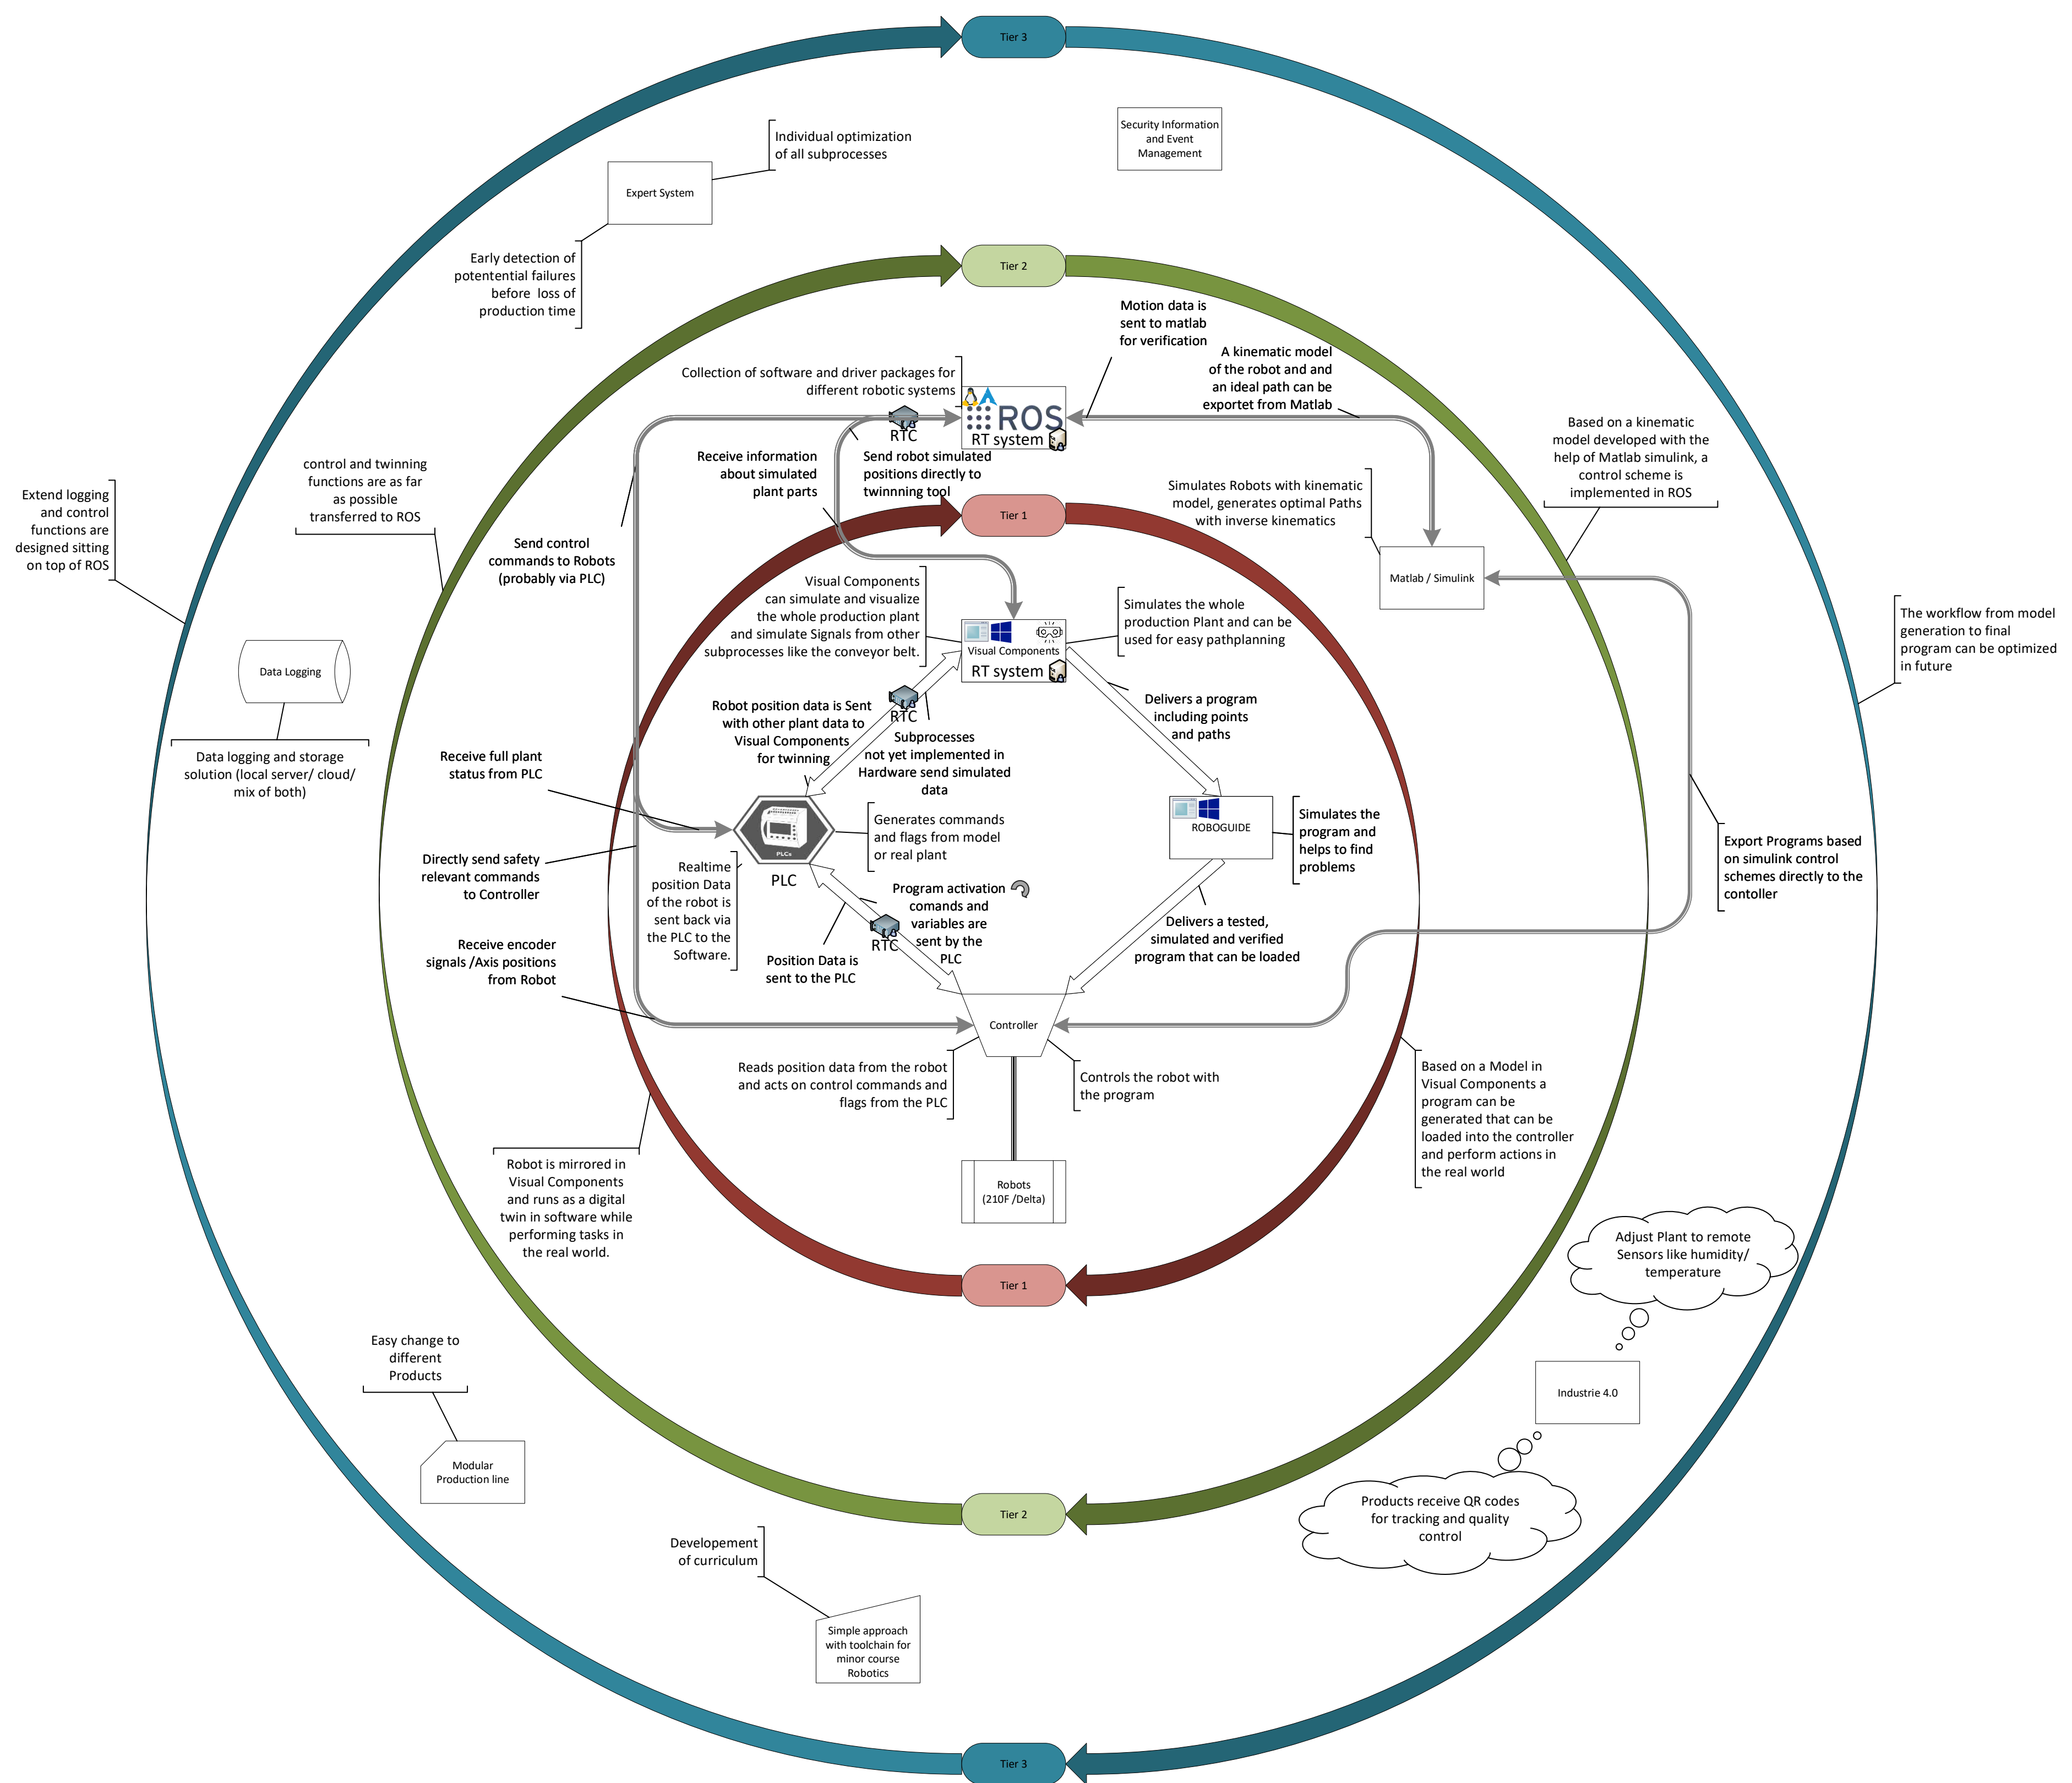 Tier 3
Security Information
and Event
Management
Individual optimization
of all subprocesses
Expert System
Early detection of
potentential failures
before loss of
production time
Tier 2
Motion data is
sent to matlab
for verification
A kinematic model
of the robot and and
an ideal path can be
exportet from Matlab
Collection of software and driver packages for
different robotic systems
ROS
RT system
RTC
Based on a kinematic
model developed with the
help of Matlab simulink, a
control scheme is
implemented in ROS
control and twinning
functions are as far
as possible
transferred to ROS
Receive information
about simulated
plant parts
Send robot simulated
positions directly to
twinnning tool
Simulates Robots with kinematic
model, generates optimal Paths
with inverse kinematics
Extend logging
and control
functions are
designed sitting
on top of ROS
Tier 1
Send control
commands to Robots
(probably via PLC)
Matlab / Simulink
Visual Components
can simulate and visualize
the whole production plant
and simulate Signals from other
subprocesses like the conveyor belt.
Simulates the whole
production Plant and can be
used for easy pathplanning
Visual Components
RT system
The workflow from model
generation to final
program can be optimized
in future
Data Logging
Data logging and storage
solution (local server/ cloud/
mix of both)
Robot position data is Sent
with other plant data to
Visual Components
for twinning
RTC
Subprocesses
not yet implemented in
Hardware send simulated
data
Delivers a program
including points
and paths
Receive full plant
status from PLC
PLCs
PLC
Generates commands
and flags from model
or real plant
ROBOGUIDE
Simulates the
program and
helps to find
problems
Export Programs based
on simulink control
schemes directly to the
contoller
Directly send safety
relevant commands
to Controller
Realtime
position Data
of the robot is
sent back via
the PLC to the
Software.
Program activation
comands and
variables are
sent by the
PLC
RTC
Position Data is
sent to the PLC
Delivers a tested,
simulated and verified
program that can be loaded
Receive encoder
signals /Axis positions
from Robot
Controller
Reads position data from the robot
and acts on control commands and
flags from the PLC
Controls the robot with
the program
Based on a Model in
Visual Components a
program can be
generated that can be
loaded into the controller
and perform actions in
the real world
Robot is mirrored in
Visual Components
and runs as a digital
twin in software while
performing tasks in
the real world.
Robots
(210F /Delta)
Adjust Plant to remote
Sensors like humidity/
temperature
Tier 1
Easy change to
different
Products
Industrie 4.0
Modular
Production line
Products receive QR codes
for tracking and quality
control
Tier 2
Developement
of curriculum
Simple approach
with toolchain for
minor course
Robotics
Tier 3